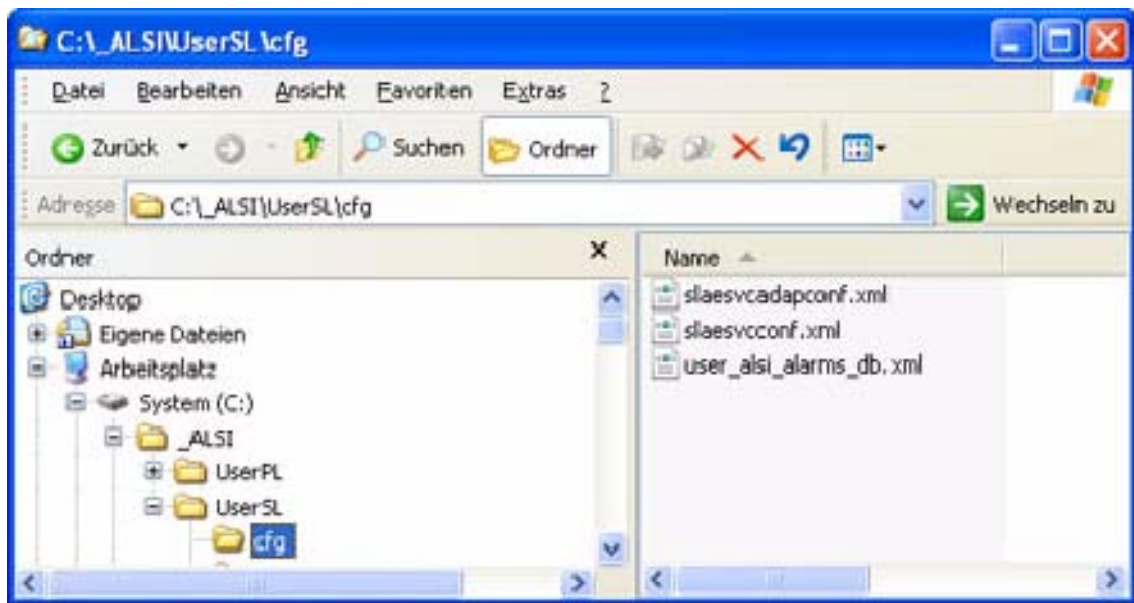 C:\_ALSI\UserSL\cfg
Datei Bearbeiten Ansicht Favoriten Extras ?
Zurück Suchen Ordner
Adresse C:\_ALSI\UserSL\cfg Wechseln zu
Ordner X
Desktop
Eigene Dateien
Arbeitsplatz
System (C:)
_ALSI
UserPL
UserSL
cfg
Name
slaesvcadapconf.xml
slaesvcconf.xml
user_alsi_alarms_db.xml